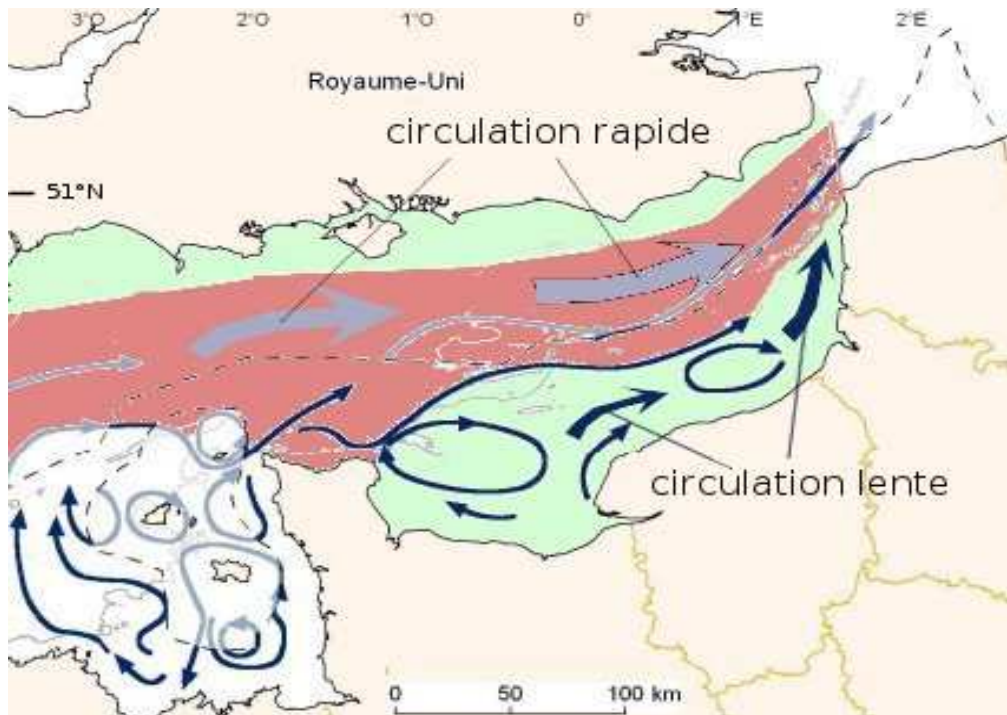 3°O 2°O 1°O 0° 1°E 2°E
Royaume-Uni
circulation rapide
51°N
circulation lente
0 50 100 km